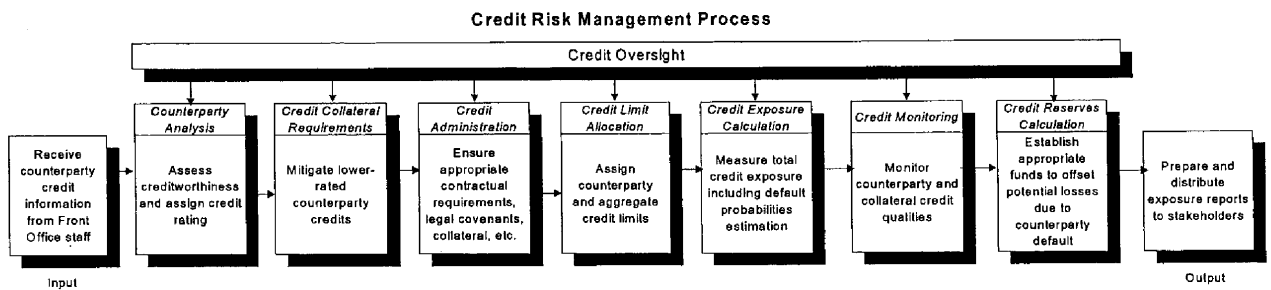 Credit Risk Management Process
Credit Oversight
Receive
counterparty
credit
information
from Front
Office staff
Input
Counterparty
Analysis
Assess
creditworthiness
and assign credit
rating
Credit Collateral
Requirements
Mitigate lower-
rated
counterparty
credits
Credit
Administration
Ensure
appropriate
contractual
requirements,
legal covenants,
collateral, etc.
Credit Limit
Allocation
Assign
counterparty
and aggregate
credit limits
Credit Exposure
Calculation
Measure total
credit exposure
including default
probabilities
estimation
Credit Monitoring
Monitor
counterparty and
collateral credit
qualities
Credit Reserves
Calculation
Establish
appropriate
funds to offset
potential losses
due to
counterparty
default
Prepare and
distribute
exposure reports
to stakeholders
Output